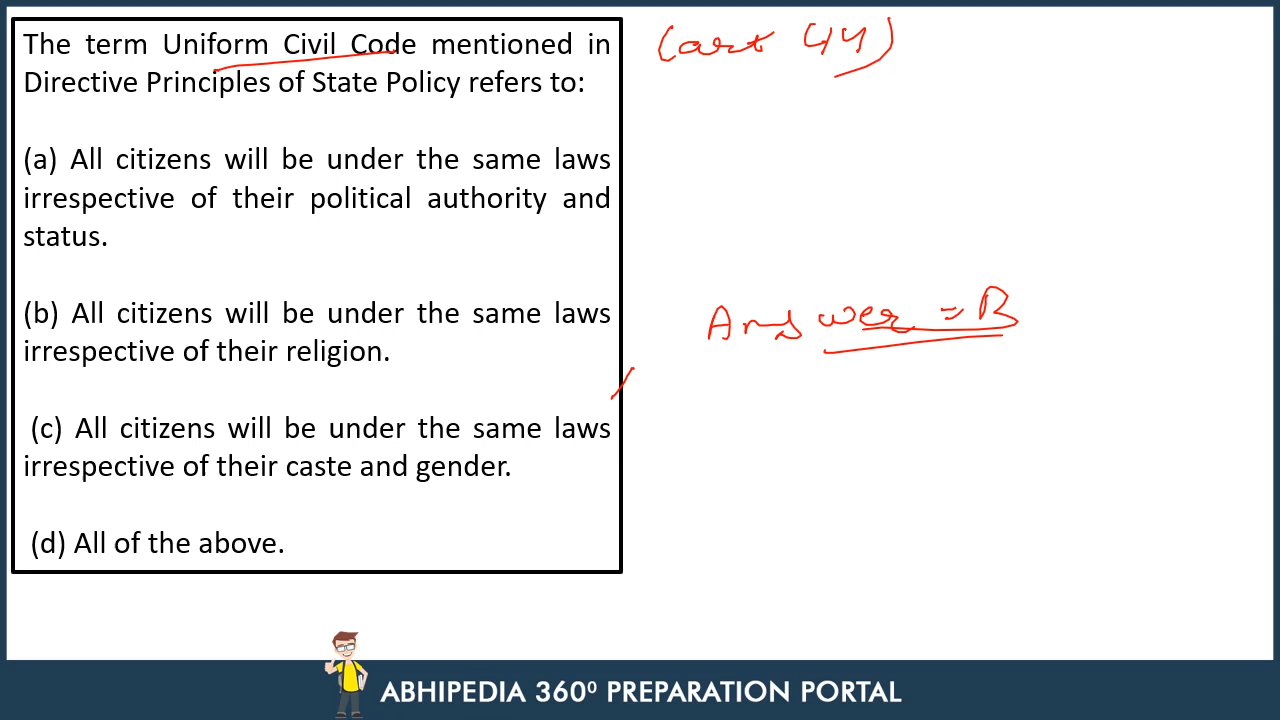 The term Uniform Civil Code mentioned in
Directive Principles of State Policy refers to:
(a) All citizens will be under the same laws
irrespective of their political authority and
status.
(b) All citizens will be under the same laws
irrespective of their religion.
(c) All citizens will be under the same laws
irrespective of their caste and gender.
(d) All of the above.
(art 44)
Answer = B
ABHIPEDIA 360⁰ PREPARATION PORTAL